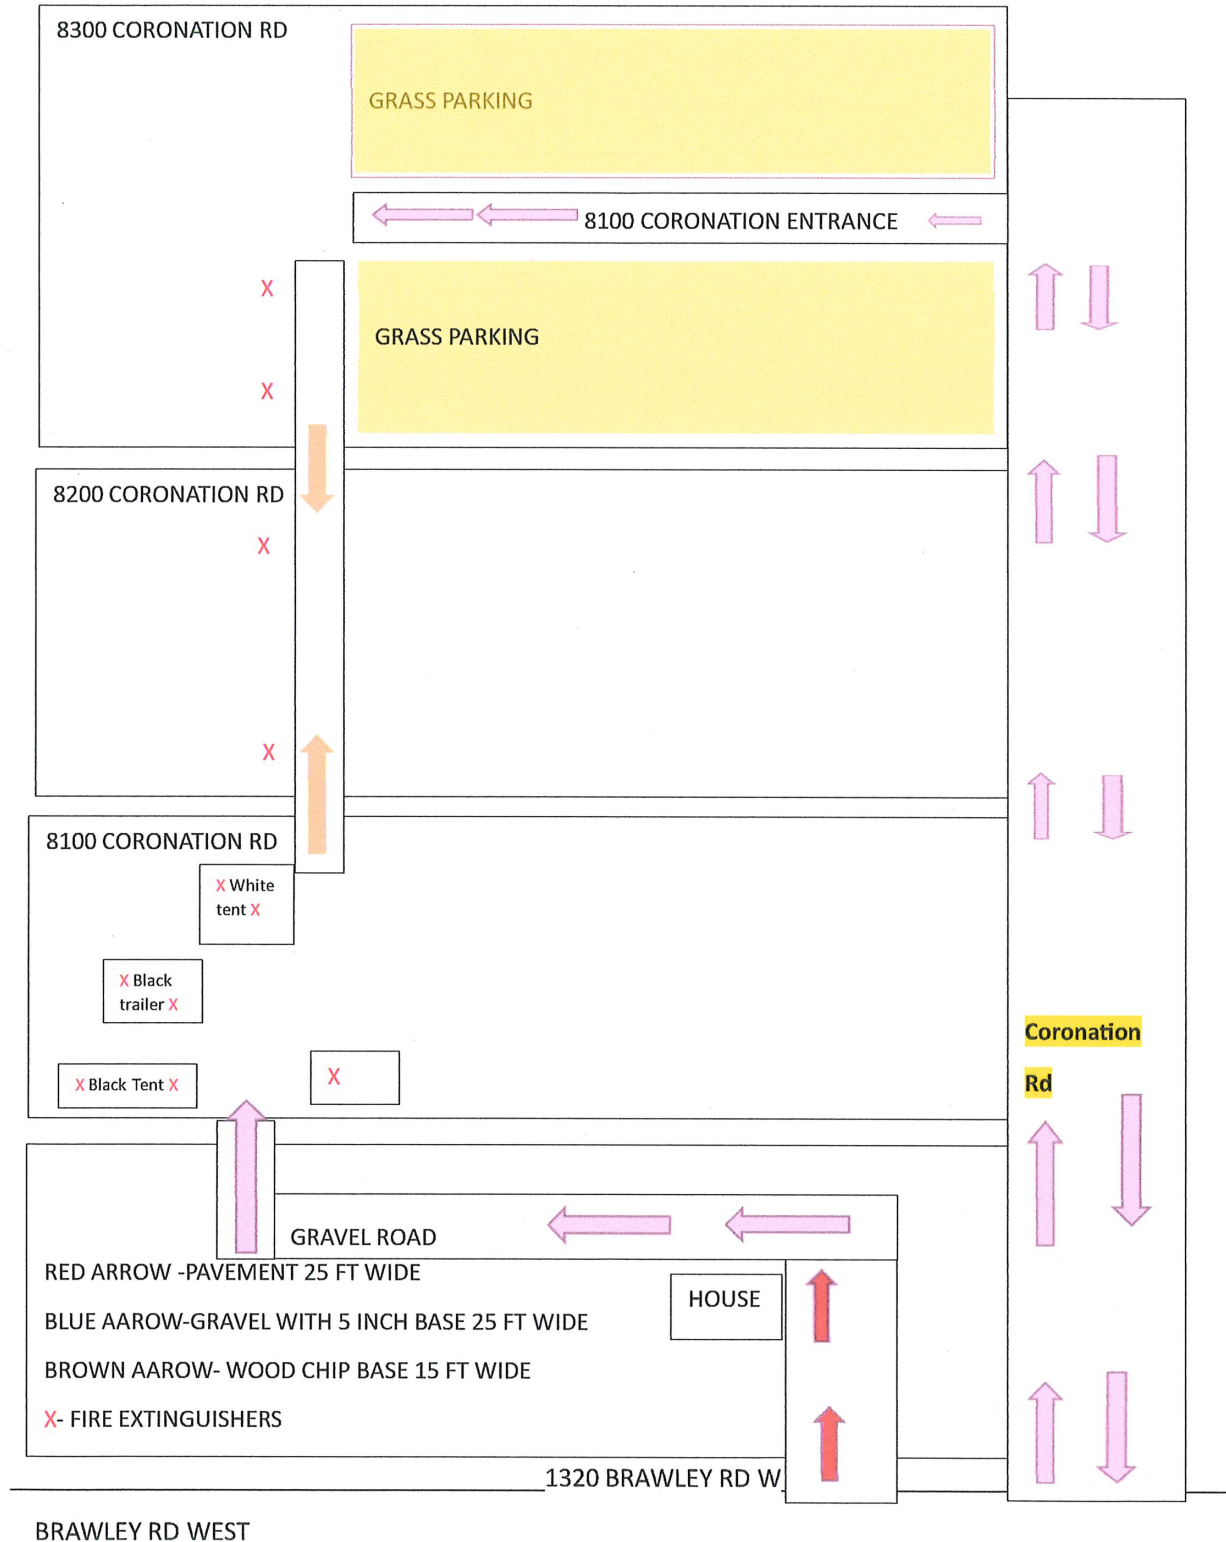 8300 CORONATION RD
GRASS PARKING
8100 CORONATION ENTRANCE
X
GRASS PARKING
X
8200 CORONATION RD
X
X
8100 CORONATION RD
X White
tent X
X Black
trailer X
Coronation
Rd
X Black Tent X
X
GRAVEL ROAD
RED ARROW -PAVEMENT 25 FT WIDE
HOUSE
BLUE AAROW-GRAVEL WITH 5 INCH BASE 25 FT WIDE
BROWN AAROW- WOOD CHIP BASE 15 FT WIDE
X- FIRE EXTINGUISHERS
1320 BRAWLEY RD W
BRAWLEY RD WEST